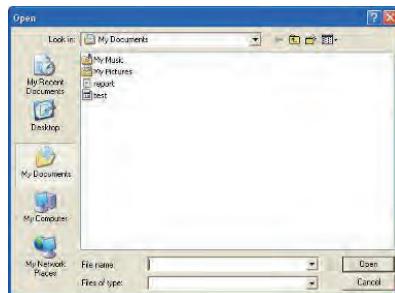 Open
Look in: My Documents
My Music
My Pictures
report
test
My Recent
Documents
Desktop
My Documents
My Computer
My Network
Places
File name:
Open
Files of type:
Cancel